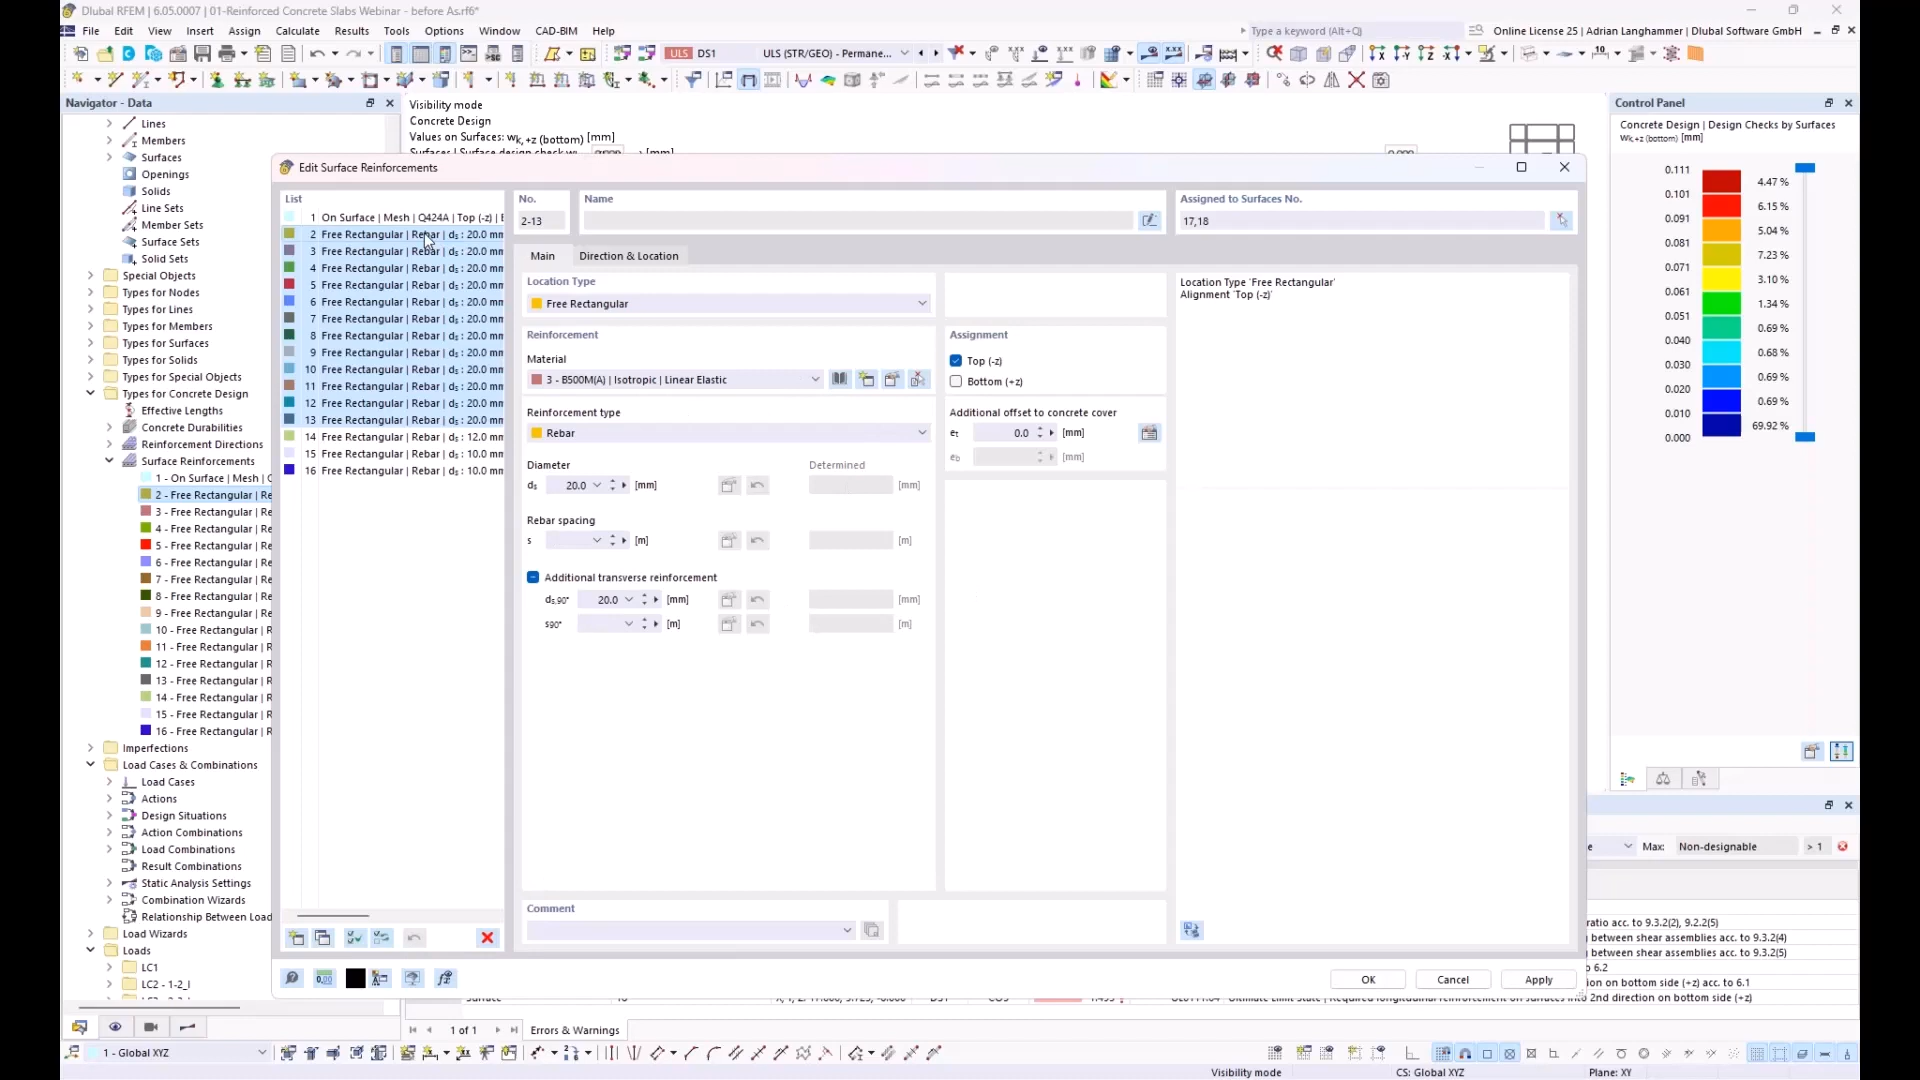 Dlubal RFEM | 6.05.0007 | 01-Reinforced Concrete Slabs Webinar - before As.rf6*
File Edit View Insert Assign Calculate Results Tools Options Window CAD-BIM Help
Type a keyword (Alt+Q)
Online License 25 | Adrian Langhammer | Dlubal Software GmbH
ULS DS1 ULS (STR/GEO) - Permane...
Navigator - Data
Lines
Members
Surfaces
Openings
Solids
Line Sets
Member Sets
Surface Sets
Solid Sets
Special Objects
Types for Nodes
Types for Lines
Types for Members
Types for Surfaces
Types for Solids
Types for Special Objects
Types for Concrete Design
Effective Lengths
Concrete Durabilities
Reinforcement Directions
Surface Reinforcements
1 - On Surface | Mesh |
2 - Free Rectangular | Re
3 - Free Rectangular | Re
4 - Free Rectangular | Re
5 - Free Rectangular | Re
6 - Free Rectangular | Re
7 - Free Rectangular | Re
8 - Free Rectangular | Re
9 - Free Rectangular | Re
10 - Free Rectangular | R
11 - Free Rectangular | R
12 - Free Rectangular | R
13 - Free Rectangular | R
14 - Free Rectangular | R
15 - Free Rectangular | R
16 - Free Rectangular | R
Imperfections
Load Cases & Combinations
Load Cases
Actions
Design Situations
Action Combinations
Load Combinations
Result Combinations
Static Analysis Settings
Combination Wizards
Relationship Between Load
Load Wizards
Loads
LC1
LC2 - 1-2_I
1 - Global XYZ
Visibility mode
Concrete Design
Values on Surfaces: wk,+z (bottom) [mm]
Edit Surface Reinforcements
List
1 On Surface | Mesh | Q424A | Top (-z) |
2 Free Rectangular | Rebar | ds : 20.0 mm
3 Free Rectangular | Rebar | ds : 20.0 mm
4 Free Rectangular | Rebar | ds : 20.0 mm
5 Free Rectangular | Rebar | ds : 20.0 mm
6 Free Rectangular | Rebar | ds : 20.0 mm
7 Free Rectangular | Rebar | ds : 20.0 mm
8 Free Rectangular | Rebar | ds : 20.0 mm
9 Free Rectangular | Rebar | ds : 20.0 mm
10 Free Rectangular | Rebar | ds : 20.0 mm
11 Free Rectangular | Rebar | ds : 20.0 mm
12 Free Rectangular | Rebar | ds : 20.0 mm
13 Free Rectangular | Rebar | ds : 20.0 mm
14 Free Rectangular | Rebar | ds : 12.0 mm
15 Free Rectangular | Rebar | ds : 10.0 mm
16 Free Rectangular | Rebar | ds : 10.0 mm
No.
2-13
Name
Assigned to Surfaces No.
17,18
Main Direction & Location
Location Type
Free Rectangular
Reinforcement
Material
3 - B500M(A) | Isotropic | Linear Elastic
Reinforcement type
Rebar
Diameter Determined
ds 20.0 [mm] [mm]
Rebar spacing
s [m] [m]
Additional transverse reinforcement
ds,90° 20.0 [mm] [mm]
s90° [m] [m]
Assignment
Top (-z)
Bottom (+z)
Additional offset to concrete cover
et 0.0 [mm]
eb [mm]
Location Type 'Free Rectangular'
Alignment 'Top (-z)'
Comment
OK Cancel Apply
Control Panel
Concrete Design | Design Checks by Surfaces
wk,+z (bottom) [mm]
0.111
4.47 %
0.101
6.15 %
0.091
5.04 %
0.081
7.23 %
0.071
3.10 %
0.061
1.34 %
0.051
0.69 %
0.040
0.68 %
0.030
0.69 %
0.020
0.69 %
0.010
69.92 %
0.000
Max: Non-designable > 1
ratio acc. to 9.3.2(2), 9.2.2(5)
between shear assemblies acc. to 9.3.2(4)
between shear assemblies acc. to 9.3.2(5)
6.2
ion on bottom side (+z) acc. to 6.1
2nd direction on bottom side (+z)
1 of 1 Errors & Warnings
Visibility mode CS: Global XYZ Plane: XY